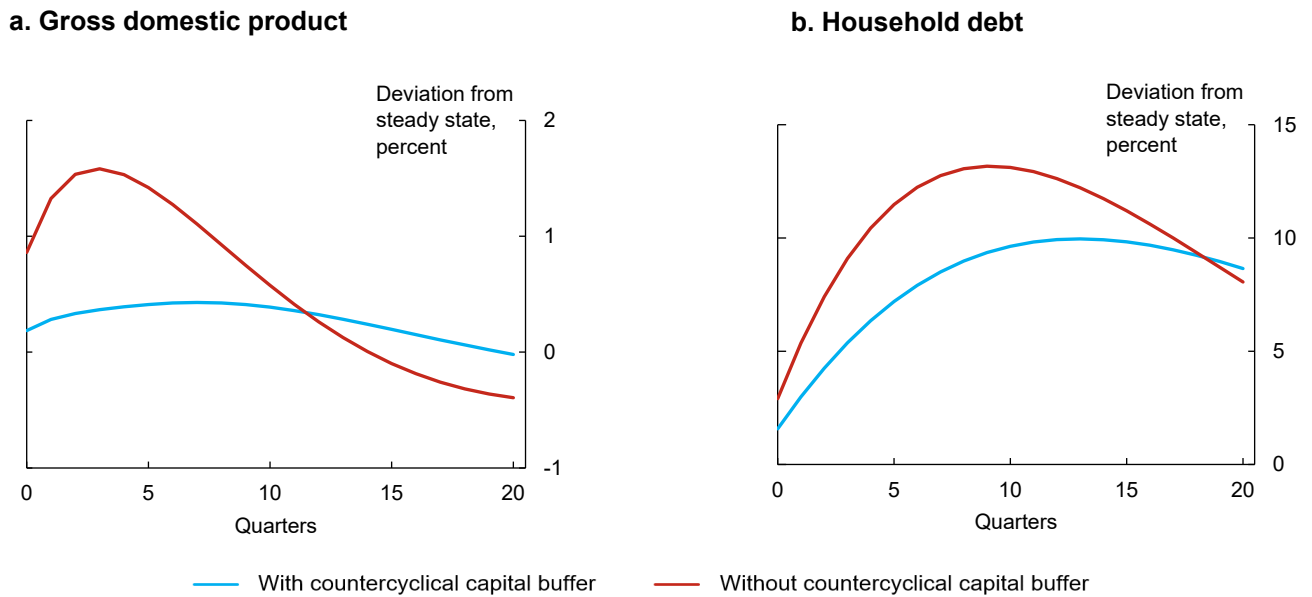 a. Gross domestic product
Deviation from
steady state,
percent
2
1
0
-1
0 5 10 15 20
Quarters
b. Household debt
Deviation from
steady state,
percent
15
10
5
0
0 5 10 15 20
Quarters
With countercyclical capital buffer
Without countercyclical capital buffer